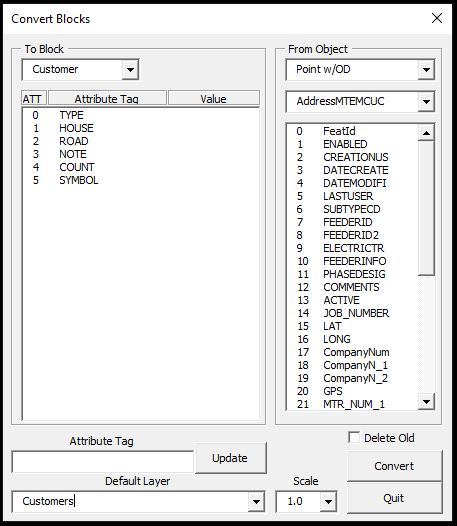 Convert Blocks
To Block
Customer
ATT Attribute Tag Value
0 TYPE
1 HOUSE
2 ROAD
3 NOTE
4 COUNT
5 SYMBOL
From Object
Point w/OD
AddressMTEMCUC
0 FeatId
1 ENABLED
2 CREATIONUS
3 DATECREATE
4 DATEMODIFI
5 LASTUSER
6 SUBTYPECD
7 FEEDERID
8 FEEDERID2
9 ELECTRICTR
10 FEEDERINFO
11 PHASEDESIG
12 COMMENTS
13 ACTIVE
14 JOB_NUMBER
15 LAT
16 LONG
17 CompanyNum
18 CompanyN_1
19 CompanyN_2
20 GPS
21 MTR_NUM_1
Attribute Tag
Update
Default Layer
Customers
Scale
1.0
Delete Old
Convert
Quit